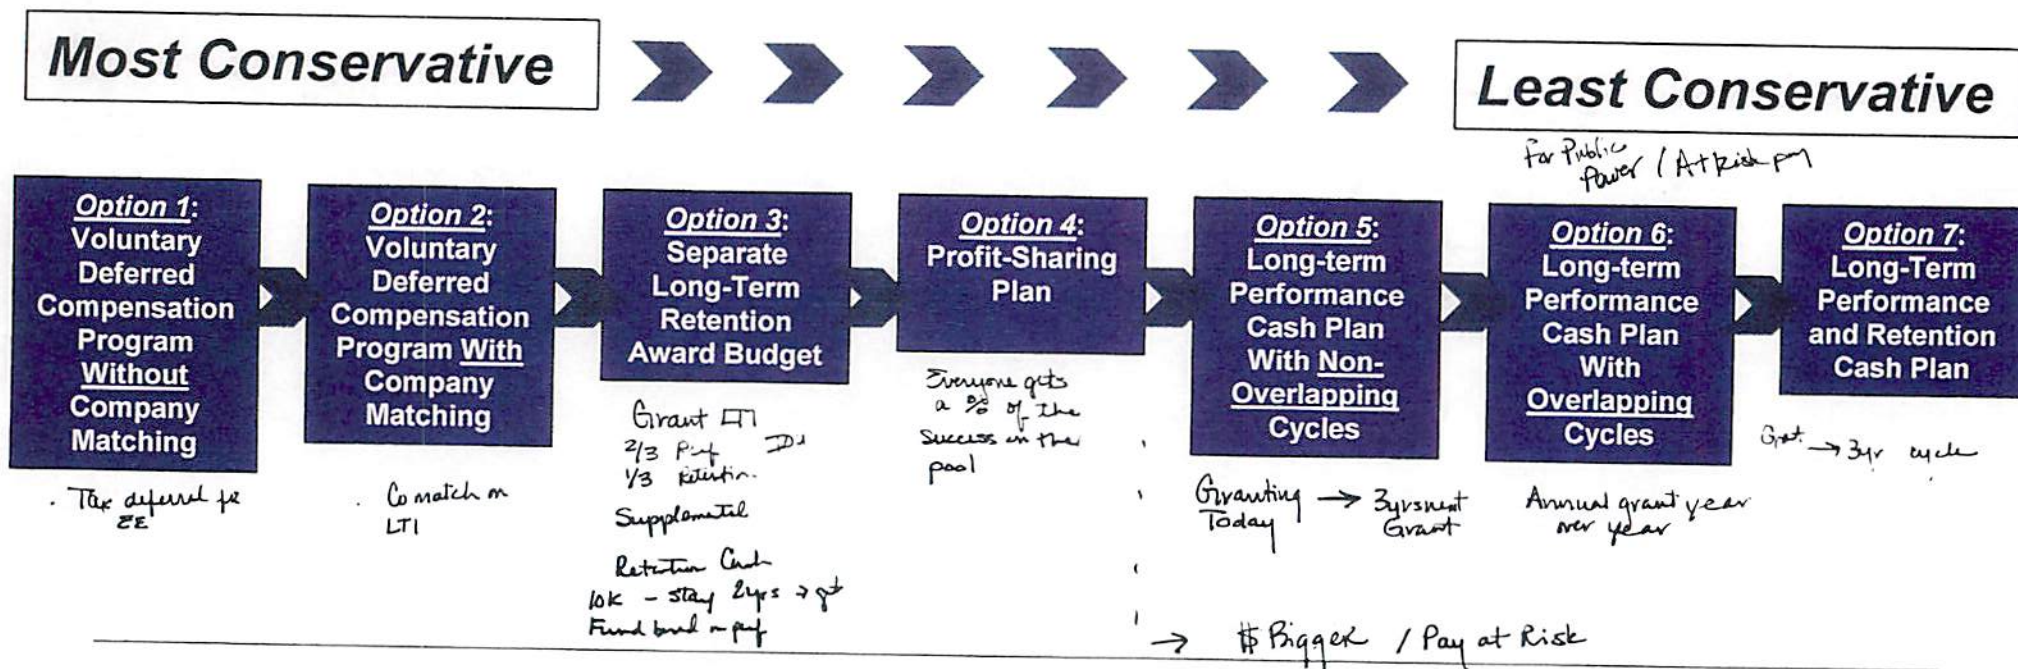 Most Conservative
Least Conservative
For Public
Power / At Risk pay
Option 1:
Voluntary
Deferred
Compensation
Program
Without
Company
Matching
Option 2:
Voluntary
Deferred
Compensation
Program With
Company
Matching
Option 3:
Separate
Long-Term
Retention
Award Budget
Option 4:
Profit-Sharing
Plan
Option 5:
Long-term
Performance
Cash Plan
With Non-
Overlapping
Cycles
Option 6:
Long-term
Performance
Cash Plan
With
Overlapping
Cycles
Option 7:
Long-Term
Performance
and Retention
Cash Plan
. Tax deferral for
EE
. Co match on
LTI
Grant LTI
2/3 Perf
1/3 Retention.
Supplemental
Retention Cash
10K - stay 2yrs → get
Fund based on perf
Everyone gets
a % of the
success in the
pool
Granting → 3yrs next
Today Grant
Annual grant year
over year
→ 3yr cycle
→ $ Bigger / Pay at Risk